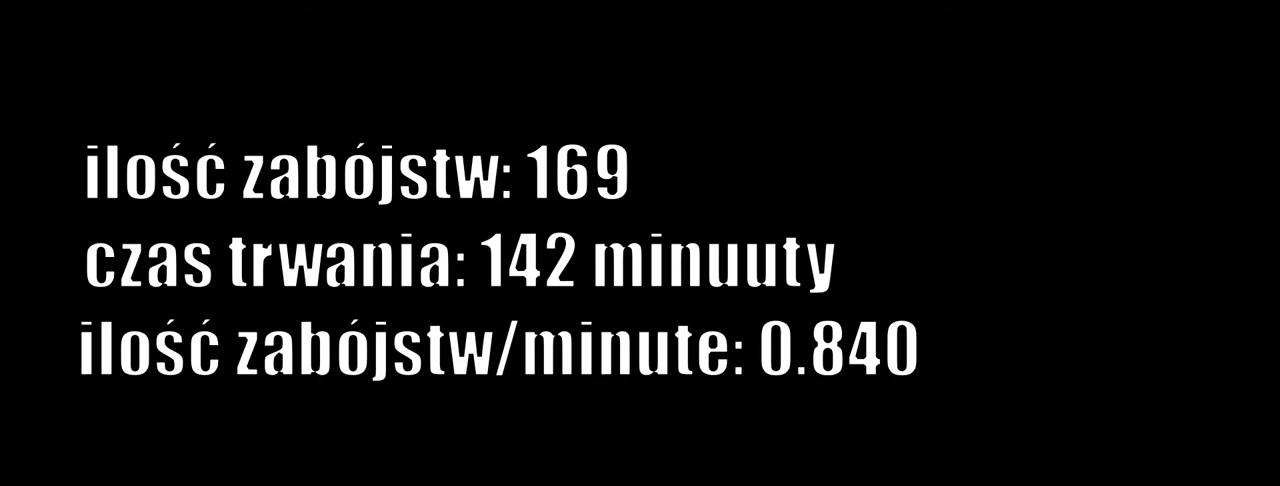 ilość zabójstw: 169
czas trwania: 142 minuuty
ilość zabójstw/minute: 0.840